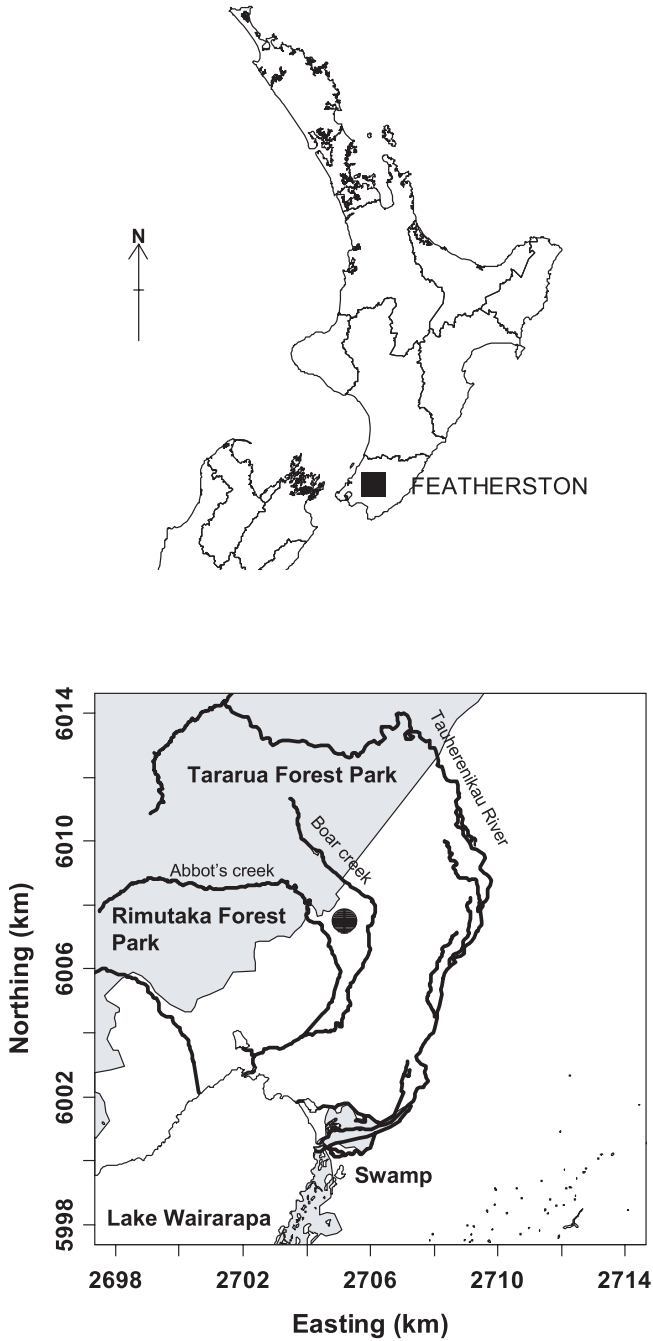 N
FEATHERSTON
6014
6010
6006
6002
5998
Northing (km)
Tauherenikau River
Tararua Forest Park
Boar creek
Abbot's creek
Rimutaka Forest
Park
Swamp
Lake Wairarapa
2698 2702 2706 2710 2714
Easting (km)